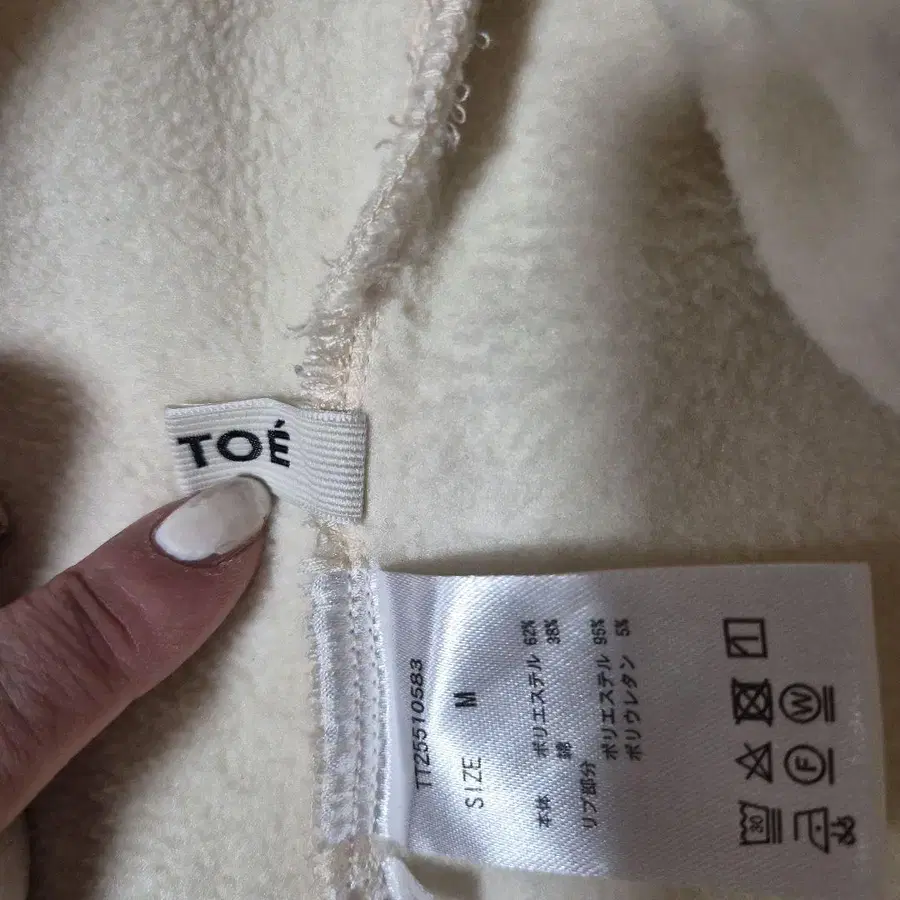 TOÉ
TT25510583
SIZE M
本体 ポリエステル 62%
綿 38%
リブ部分
ポリエステル 95%
ポリウレタン 5%
30
F
W